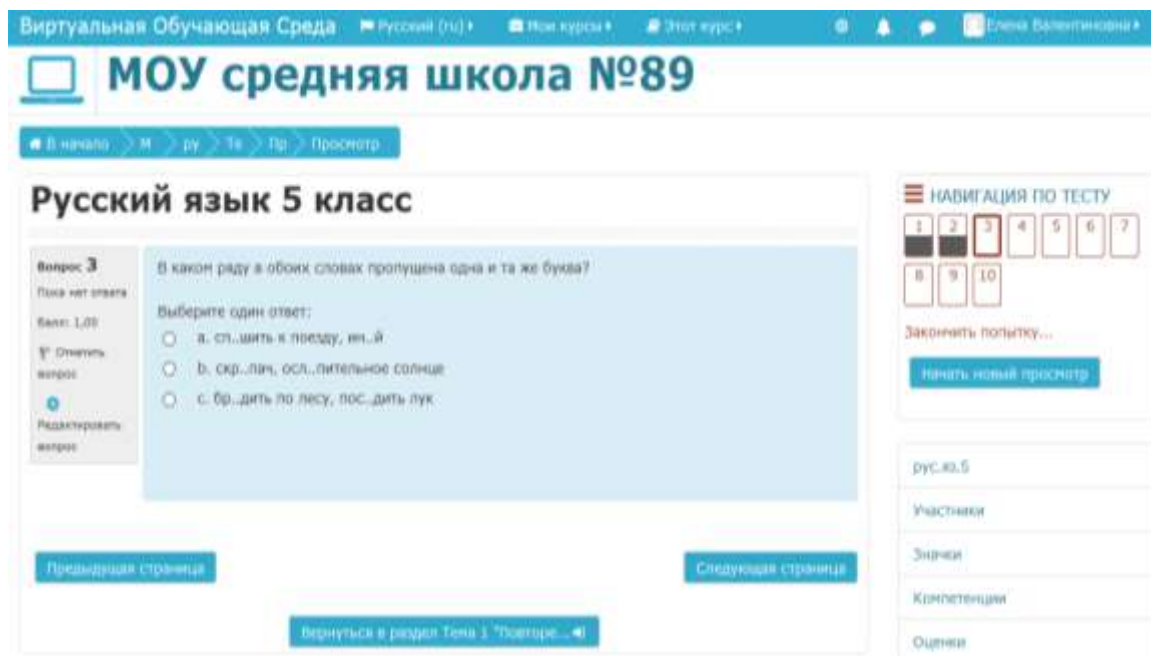 Виртуальная Обучающая Среда Русский (ru) Мои курсы Этот курс Елена Валентиновна
МОУ средняя школа №89
В начало М ру Те Пр Просмотр
Русский язык 5 класс
Вопрос 3
Пока нет ответа
Балл: 1,00
Отметить
вопрос
Редактировать
вопрос
В каком ряду в обоих словах пропущена одна и та же буква?
Выберите один ответ:
a. сп..шить к поезду, ин..й
b. скр..пач, осл..пительное солнце
c. бр..дить по лесу, пос..дить лук
Предыдущая страница
Следующая страница
Вернуться в раздел Тема 1 "Повторе...
НАВИГАЦИЯ ПО ТЕСТУ
1 2 3 4 5 6 7
8 9 10
Закончить попытку...
Начать новый просмотр
рус.яз.5
Участники
Значки
Компетенции
Оценки